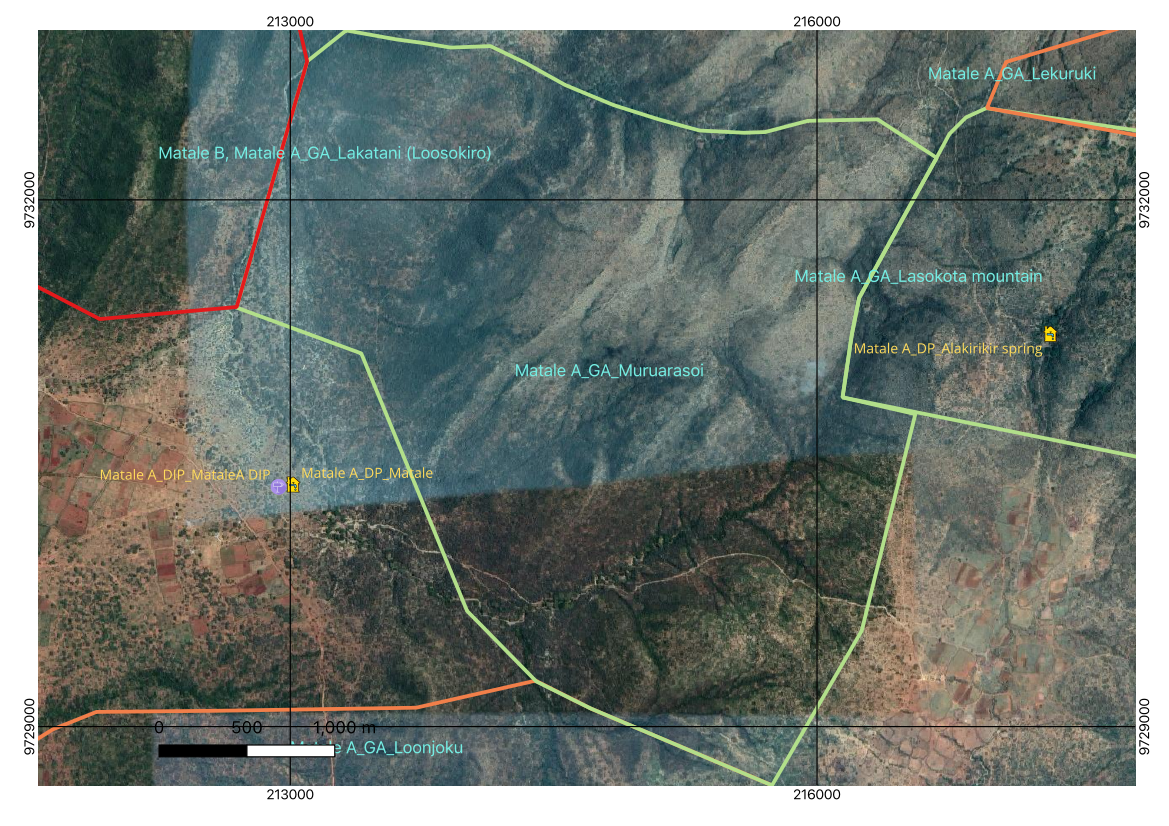 213000 216000
Matale A_GA_Lekuruki
Matale B, Matale A_GA_Lakatani (Loosokiro)
9732000 9732000
Matale A_GA_Lasokota mountain
Matale A_DP_Alakirikir spring
Matale A_GA_Muruarasoi
Matale A_DIP_MataleA DIP Matale A_DP_Matale
9729000 9729000
0 500 1,000 m
Matale A_GA_Loonjoku
213000 216000